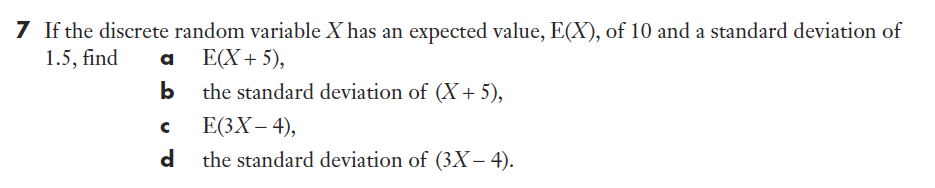 7 If the discrete random variable X has an expected value, E(X), of 10 and a standard deviation of
1.5, find a E(X + 5),
b the standard deviation of (X + 5),
c E(3X – 4),
d the standard deviation of (3X – 4).